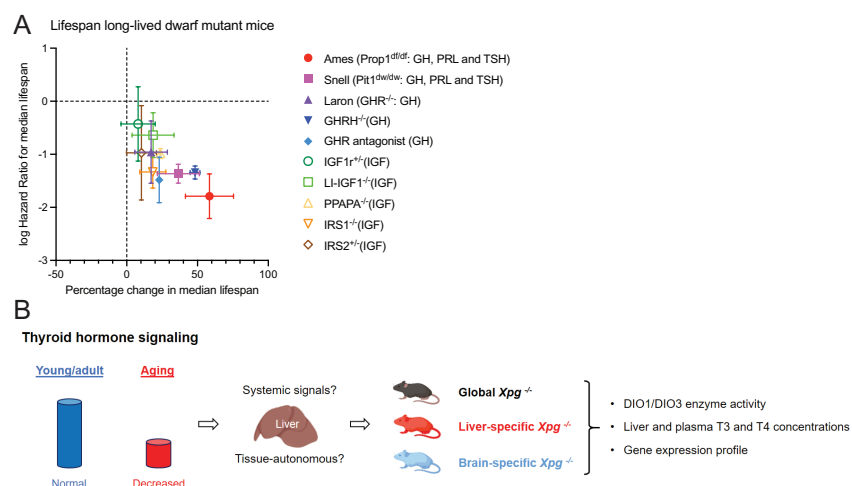 A
Lifespan long-lived dwarf mutant mice
log Hazard Ratio for median lifespan
1
0
-1
-2
-3
-50
0
50
100
Percentage change in median lifespan
Ames (Prop1df/df: GH, PRL and TSH)
Snell (Pit1dw/dw: GH, PRL and TSH)
Laron (GHR-/-: GH)
GHRH-/-(GH)
GHR antagonist (GH)
IGF1r+/-(IGF)
LI-IGF1-/-(IGF)
PPAPA-/-(IGF)
IRS1-/-(IGF)
IRS2+/-(IGF)
B
Thyroid hormone signaling
Young/adult
Aging
Normal
Decreased
Systemic signals?
Liver
Tissue-autonomous?
Global Xpg -/-
Liver-specific Xpg -/-
Brain-specific Xpg -/-
• DIO1/DIO3 enzyme activity
• Liver and plasma T3 and T4 concentrations
• Gene expression profile